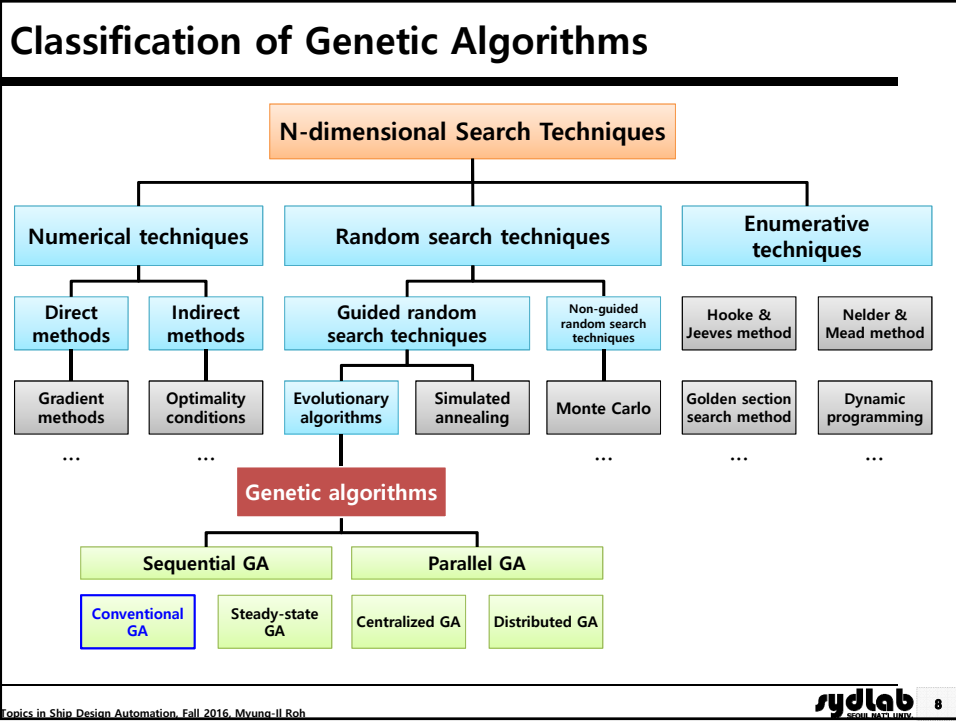 Classification of Genetic Algorithms
N-dimensional Search Techniques
Numerical techniques
Random search techniques
Enumerative
techniques
Direct
methods
Indirect
methods
Guided random
search techniques
Non-guided
random search
techniques
Hooke &
Jeeves method
Nelder &
Mead method
Gradient
methods
Optimality
conditions
Evolutionary
algorithms
Simulated
annealing
Monte Carlo
Golden section
search method
Dynamic
programming
...
...
...
...
...
Genetic algorithms
Sequential GA
Parallel GA
Conventional
GA
Steady-state
GA
Centralized GA
Distributed GA
Topics in Ship Design Automation, Fall 2016, Myung-Il Roh
sydlab
SEOUL NAT'L UNIV.
8